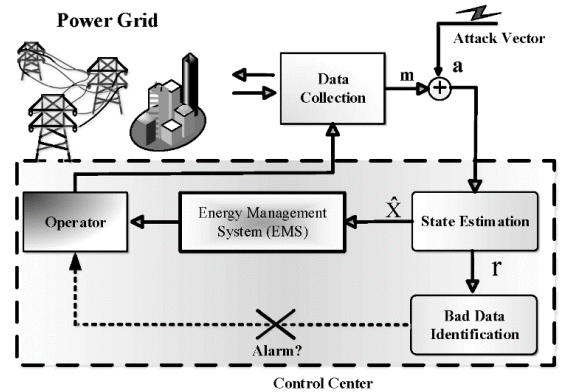 Power Grid
Attack Vector
Data
Collection
m
a
Operator
Energy Management
System (EMS)
X̂
State Estimation
r
Bad Data
Identification
Alarm?
Control Center